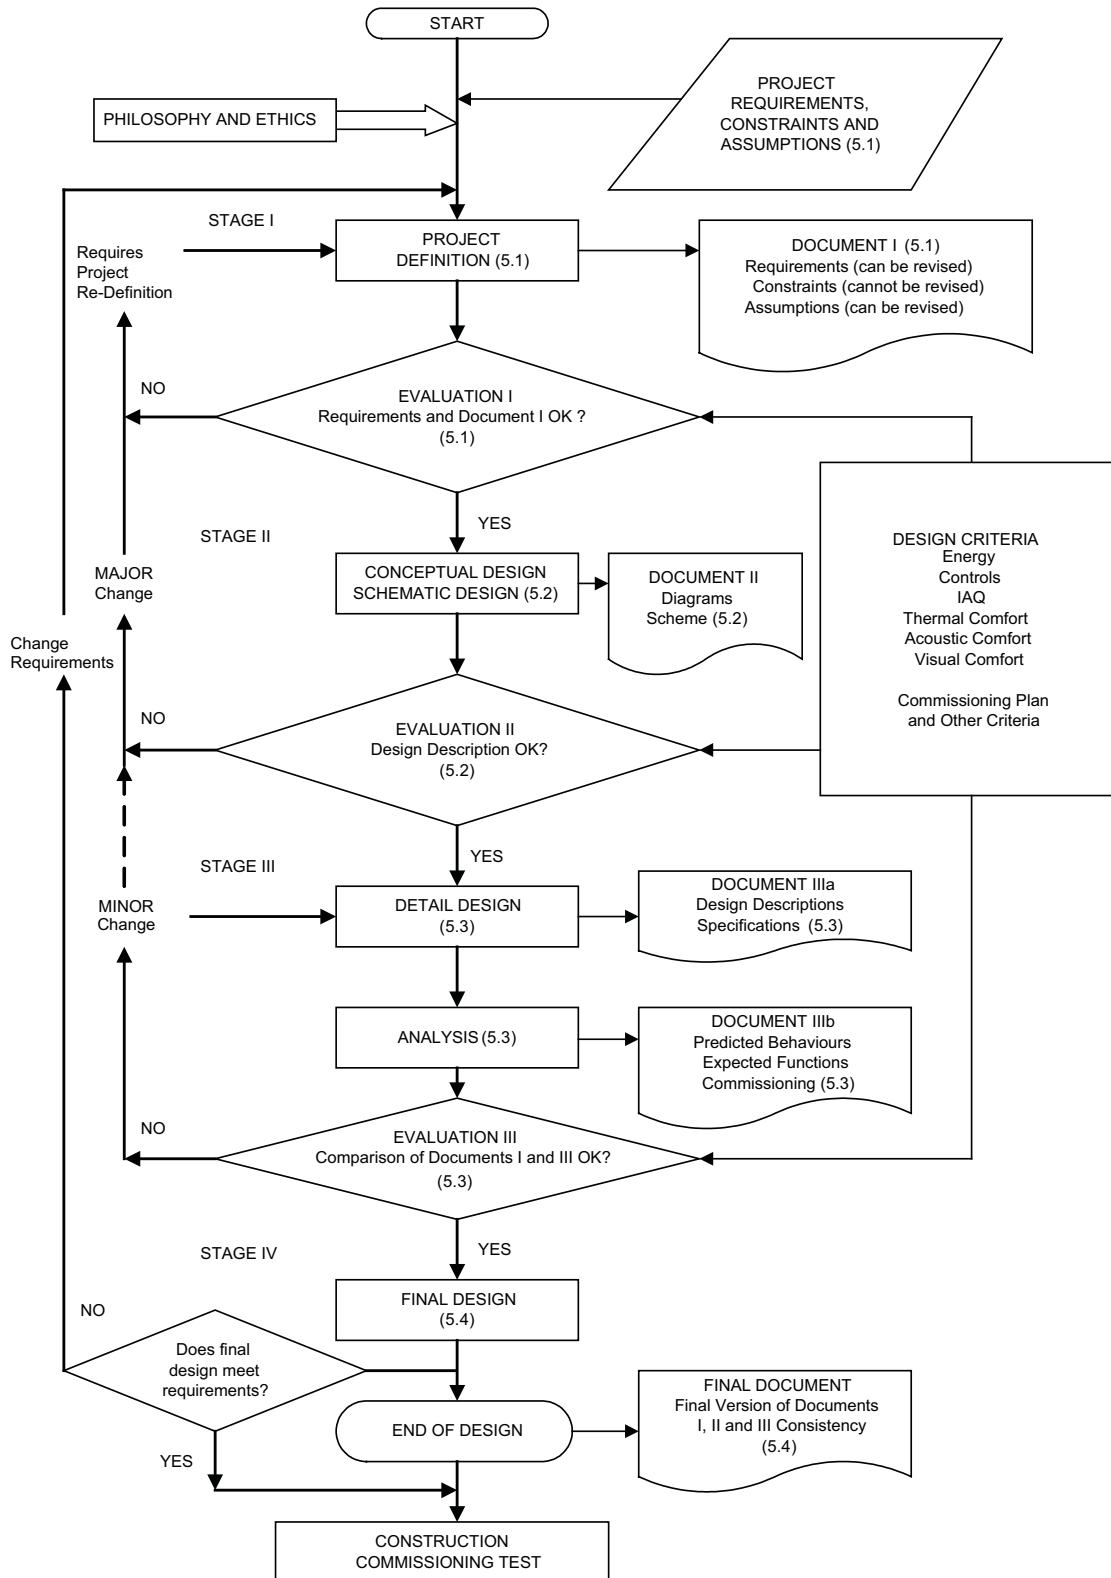 START
PHILOSOPHY AND ETHICS
PROJECT
REQUIREMENTS,
CONSTRAINTS AND
ASSUMPTIONS (5.1)
STAGE I
Requires
Project
Re-Definition
PROJECT
DEFINITION (5.1)
DOCUMENT I (5.1)
Requirements (can be revised)
Constraints (cannot be revised)
Assumptions (can be revised)
NO
EVALUATION I
Requirements and Document I OK ?
(5.1)
YES
STAGE II
MAJOR
Change
CONCEPTUAL DESIGN
SCHEMATIC DESIGN (5.2)
DOCUMENT II
Diagrams
Scheme (5.2)
DESIGN CRITERIA
Energy
Controls
IAQ
Thermal Comfort
Acoustic Comfort
Visual Comfort
Commissioning Plan
and Other Criteria
Change
Requirements
NO
EVALUATION II
Design Description OK?
(5.2)
YES
STAGE III
MINOR
Change
DETAIL DESIGN
(5.3)
DOCUMENT IIIa
Design Descriptions
Specifications (5.3)
ANALYSIS (5.3)
DOCUMENT IIIb
Predicted Behaviours
Expected Functions
Commissioning (5.3)
NO
EVALUATION III
Comparison of Documents I and III OK?
(5.3)
YES
STAGE IV
FINAL DESIGN
(5.4)
NO
Does final
design meet
requirements?
YES
END OF DESIGN
FINAL DOCUMENT
Final Version of Documents
I, II and III Consistency
(5.4)
CONSTRUCTION
COMMISSIONING TEST